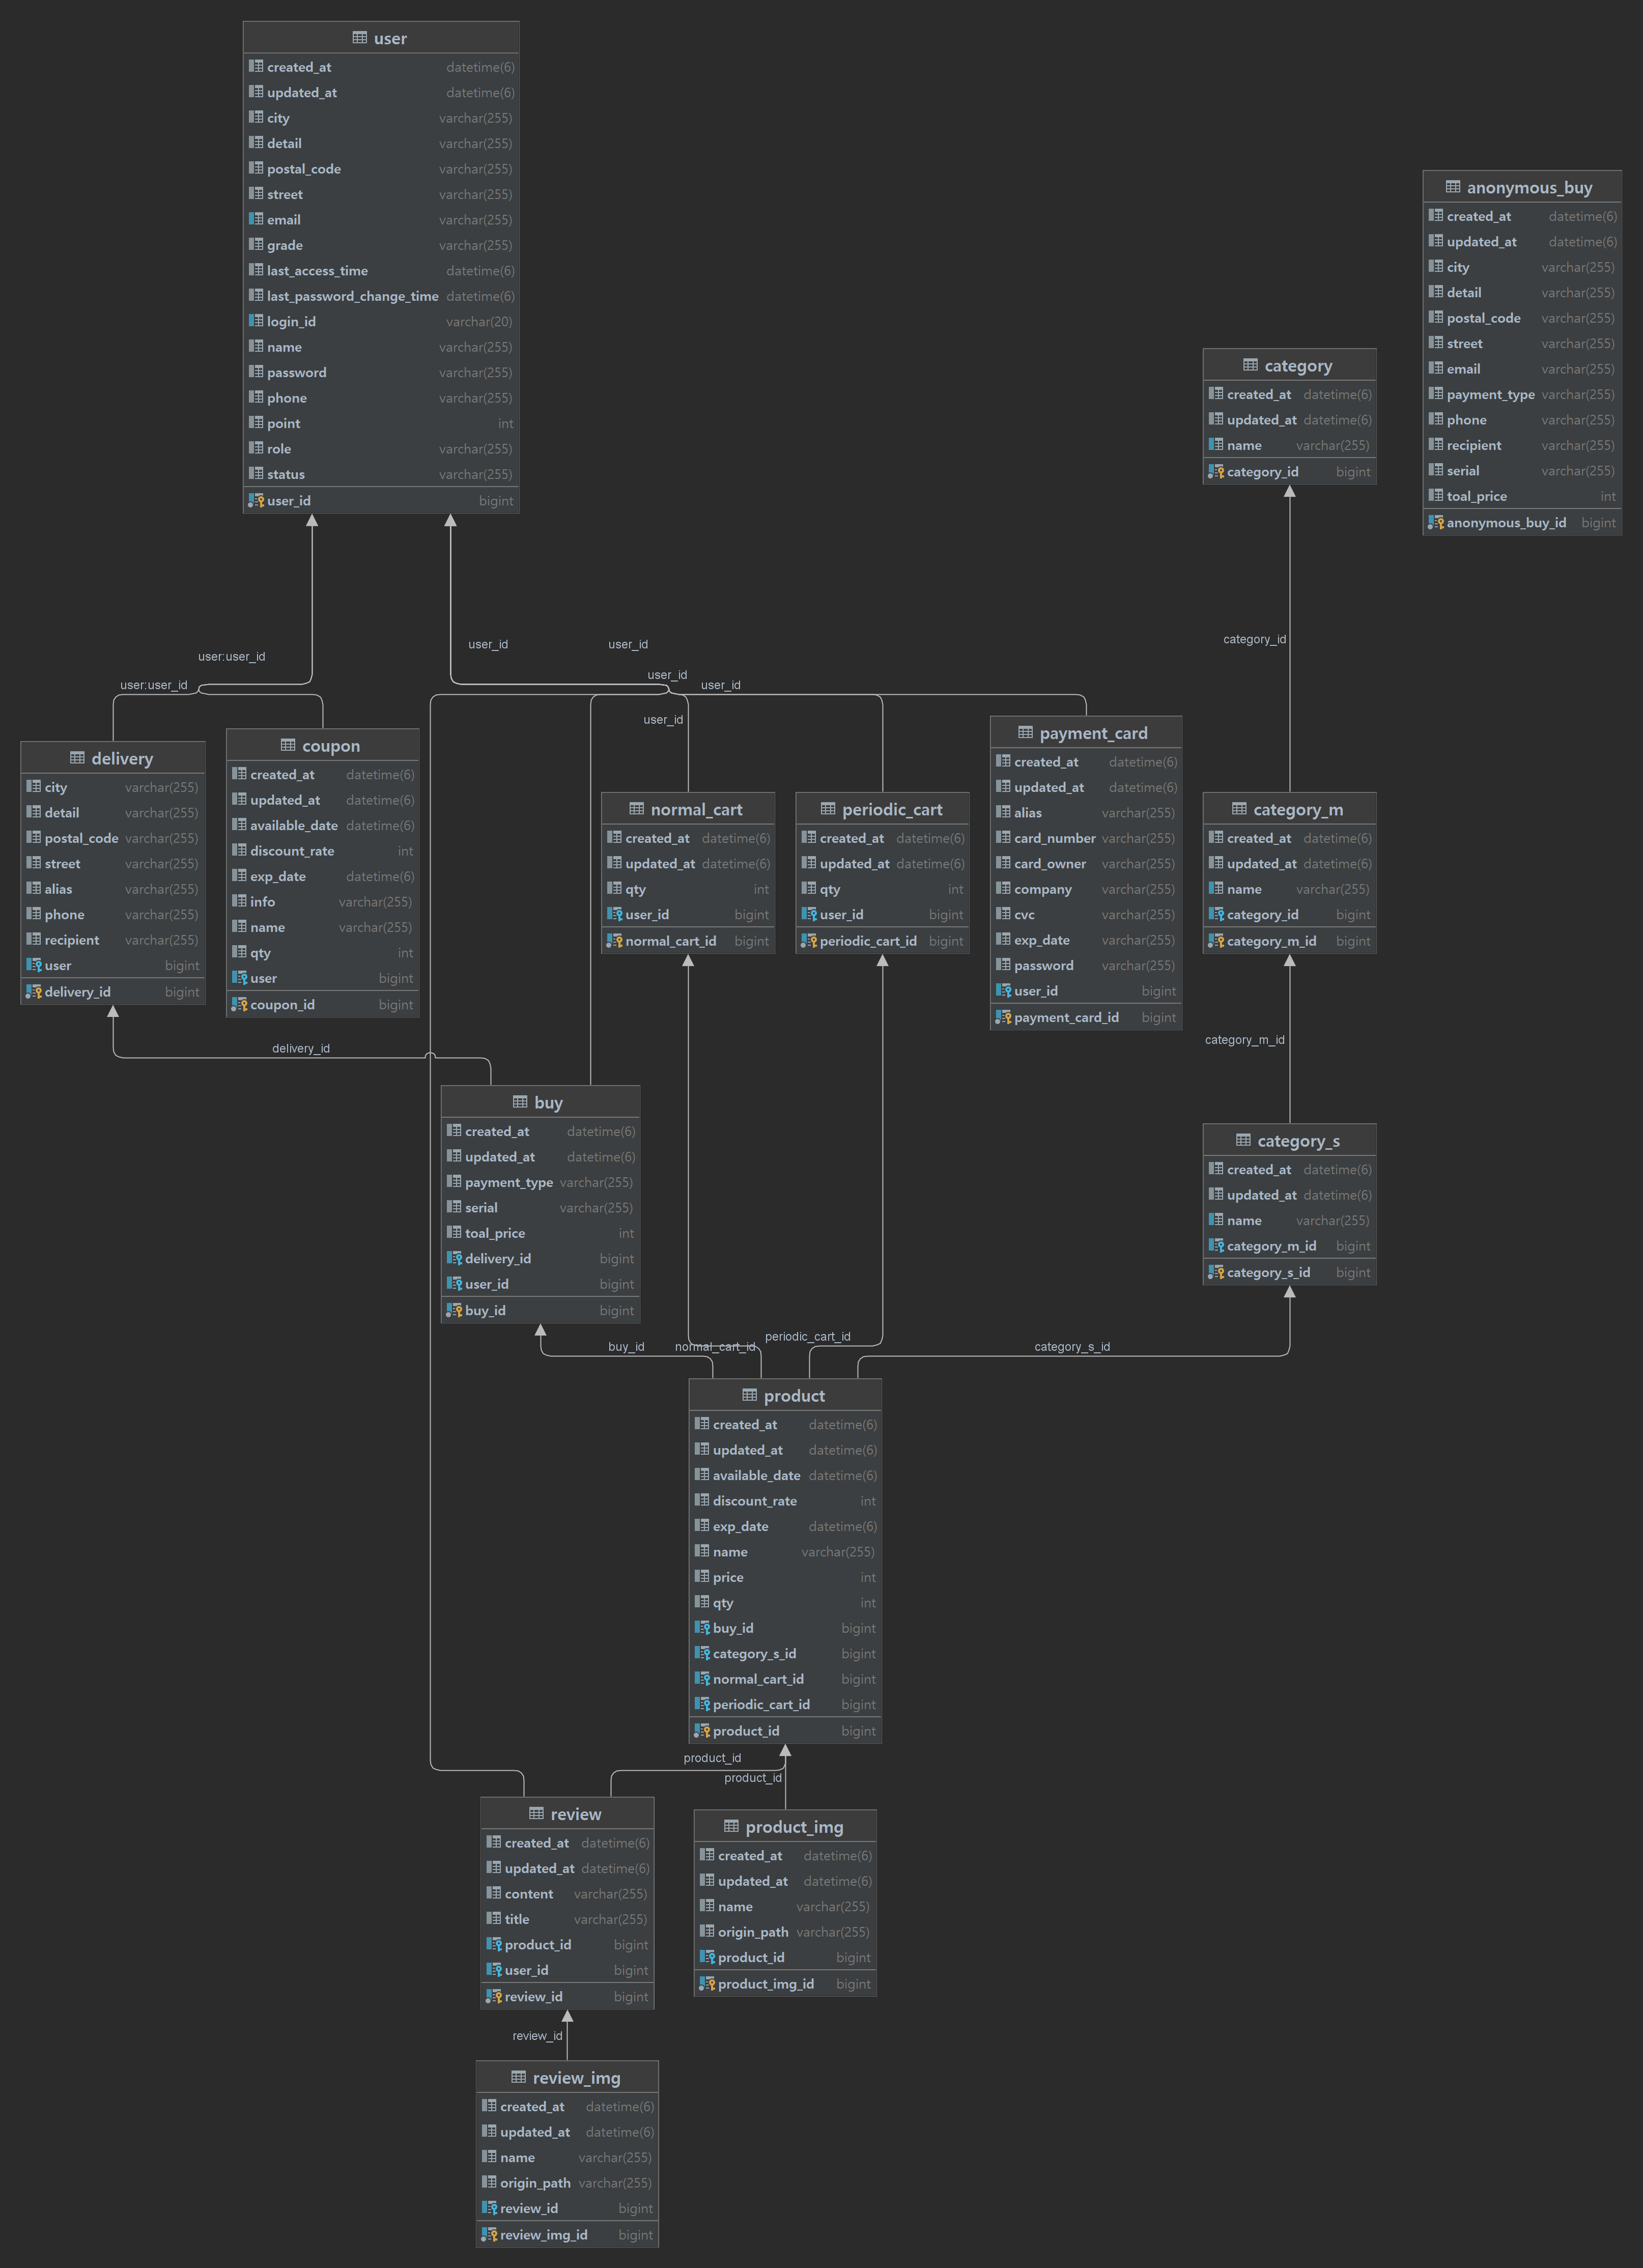 user
created_at datetime(6)
updated_at datetime(6)
city varchar(255)
detail varchar(255)
postal_code varchar(255)
street varchar(255)
email varchar(255)
grade varchar(255)
last_access_time datetime(6)
last_password_change_time datetime(6)
login_id varchar(20)
name varchar(255)
password varchar(255)
phone varchar(255)
point int
role varchar(255)
status varchar(255)
user_id bigint
anonymous_buy
created_at datetime(6)
updated_at datetime(6)
city varchar(255)
detail varchar(255)
postal_code varchar(255)
street varchar(255)
email varchar(255)
payment_type varchar(255)
phone varchar(255)
recipient varchar(255)
serial varchar(255)
toal_price int
anonymous_buy_id bigint
category
created_at datetime(6)
updated_at datetime(6)
name varchar(255)
category_id bigint
user:user_id
user:user_id
user_id
user_id
user_id
user_id
user_id
category_id
delivery
city varchar(255)
detail varchar(255)
postal_code varchar(255)
street varchar(255)
alias varchar(255)
phone varchar(255)
recipient varchar(255)
user bigint
delivery_id bigint
coupon
created_at datetime(6)
updated_at datetime(6)
available_date datetime(6)
discount_rate int
exp_date datetime(6)
info varchar(255)
name varchar(255)
qty int
user bigint
coupon_id bigint
normal_cart
created_at datetime(6)
updated_at datetime(6)
qty int
user_id bigint
normal_cart_id bigint
periodic_cart
created_at datetime(6)
updated_at datetime(6)
qty int
user_id bigint
periodic_cart_id bigint
payment_card
created_at datetime(6)
updated_at datetime(6)
alias varchar(255)
card_number varchar(255)
card_owner varchar(255)
company varchar(255)
cvc varchar(255)
exp_date varchar(255)
password varchar(255)
user_id bigint
payment_card_id bigint
category_m
created_at datetime(6)
updated_at datetime(6)
name varchar(255)
category_id bigint
category_m_id bigint
delivery_id
category_m_id
buy
created_at datetime(6)
updated_at datetime(6)
payment_type varchar(255)
serial varchar(255)
toal_price int
delivery_id bigint
user_id bigint
buy_id bigint
category_s
created_at datetime(6)
updated_at datetime(6)
name varchar(255)
category_m_id bigint
category_s_id bigint
buy_id
normal_cart_id
periodic_cart_id
category_s_id
product
created_at datetime(6)
updated_at datetime(6)
available_date datetime(6)
discount_rate int
exp_date datetime(6)
name varchar(255)
price int
qty int
buy_id bigint
category_s_id bigint
normal_cart_id bigint
periodic_cart_id bigint
product_id bigint
product_id
product_id
review
created_at datetime(6)
updated_at datetime(6)
content varchar(255)
title varchar(255)
product_id bigint
user_id bigint
review_id bigint
product_img
created_at datetime(6)
updated_at datetime(6)
name varchar(255)
origin_path varchar(255)
product_id bigint
product_img_id bigint
review_id
review_img
created_at datetime(6)
updated_at datetime(6)
name varchar(255)
origin_path varchar(255)
review_id bigint
review_img_id bigint